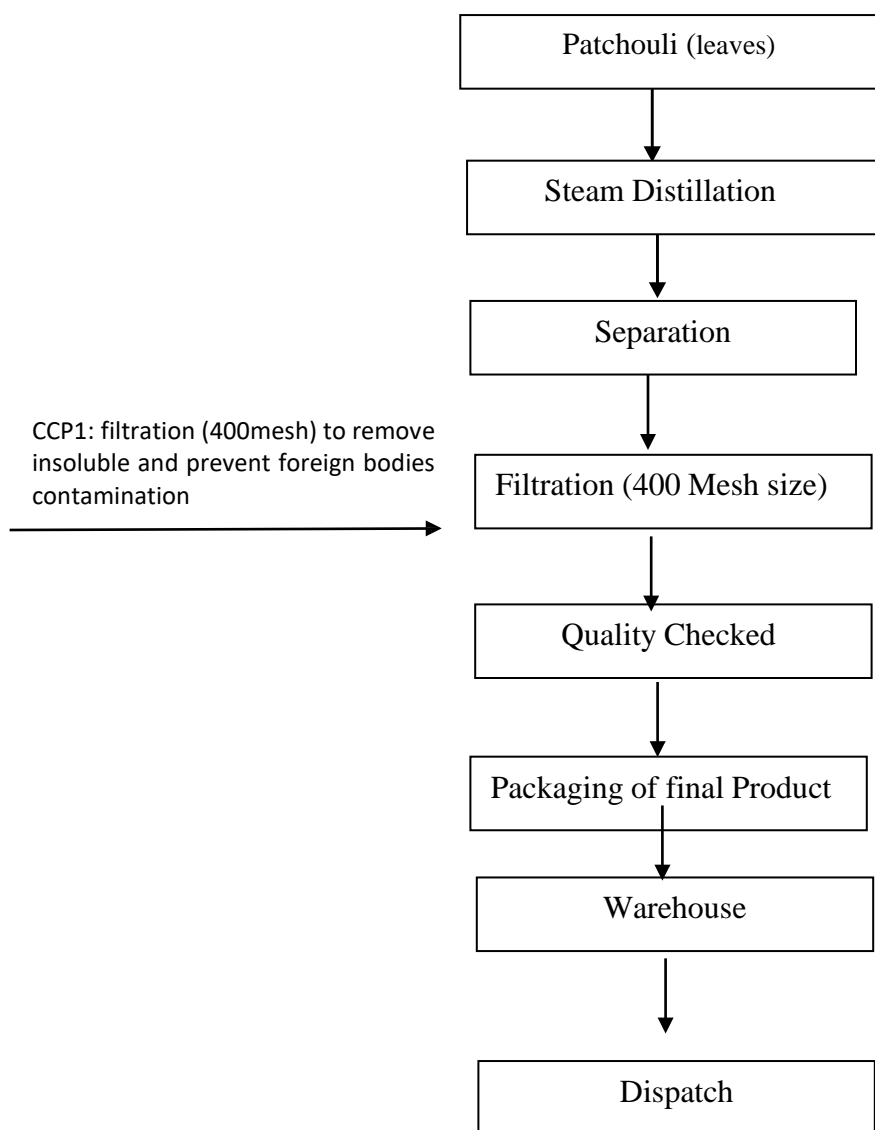 Patchouli (leaves)
Steam Distillation
Separation
CCP1: filtration (400mesh) to remove
insoluble and prevent foreign bodies
contamination
Filtration (400 Mesh size)
Quality Checked
Packaging of final Product
Warehouse
Dispatch